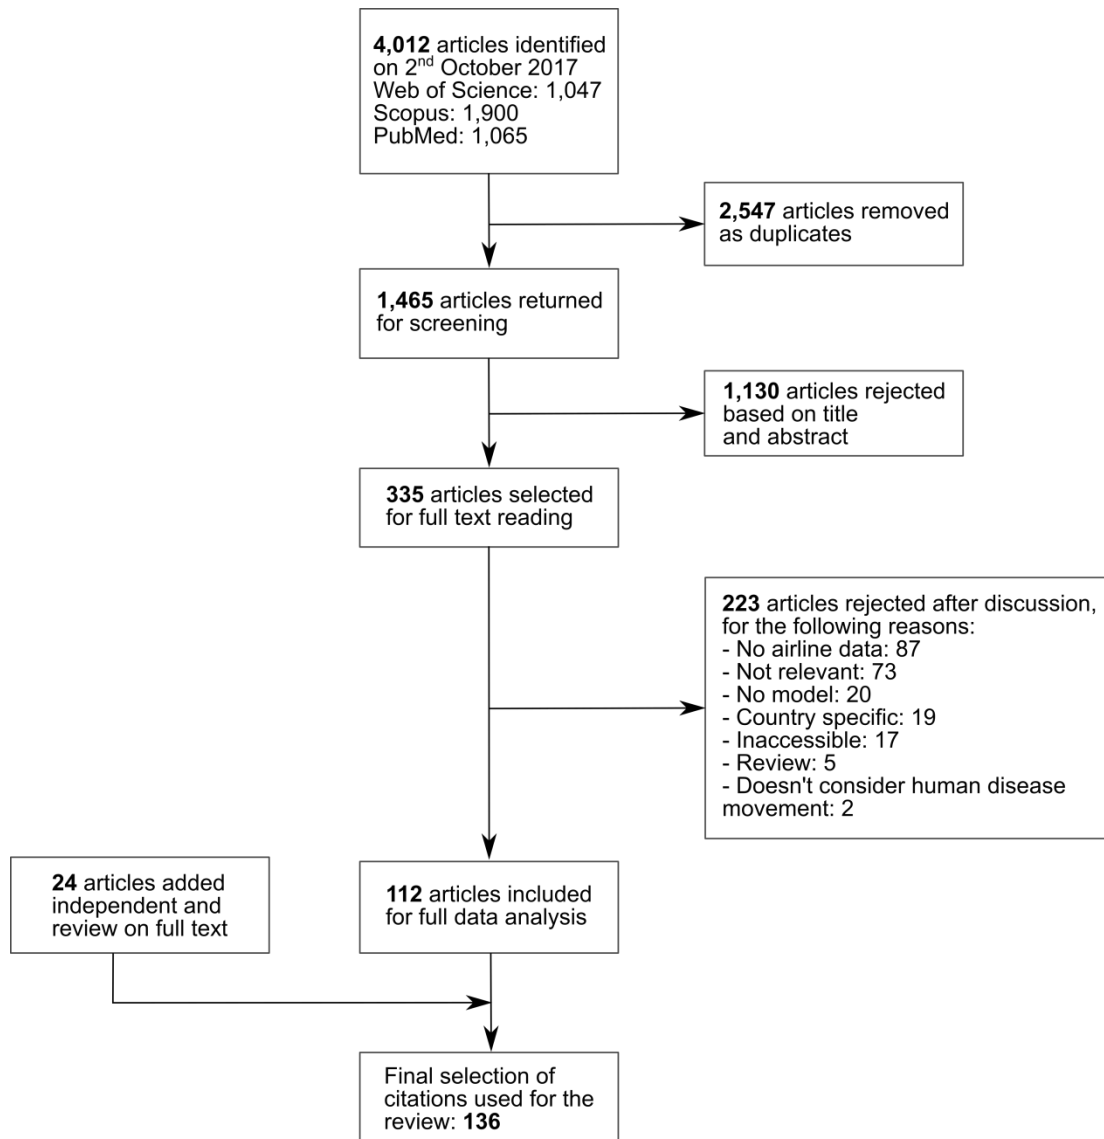 4,012 articles identified
on 2nd October 2017
Web of Science: 1,047
Scopus: 1,900
PubMed: 1,065
2,547 articles removed
as duplicates
1,465 articles returned
for screening
1,130 articles rejected
based on title
and abstract
335 articles selected
for full text reading
223 articles rejected after discussion,
for the following reasons:
- No airline data: 87
- Not relevant: 73
- No model: 20
- Country specific: 19
- Inaccessible: 17
- Review: 5
- Doesn't consider human disease
movement: 2
24 articles added
independent and
review on full text
112 articles included
for full data analysis
Final selection of
citations used for the
review: 136